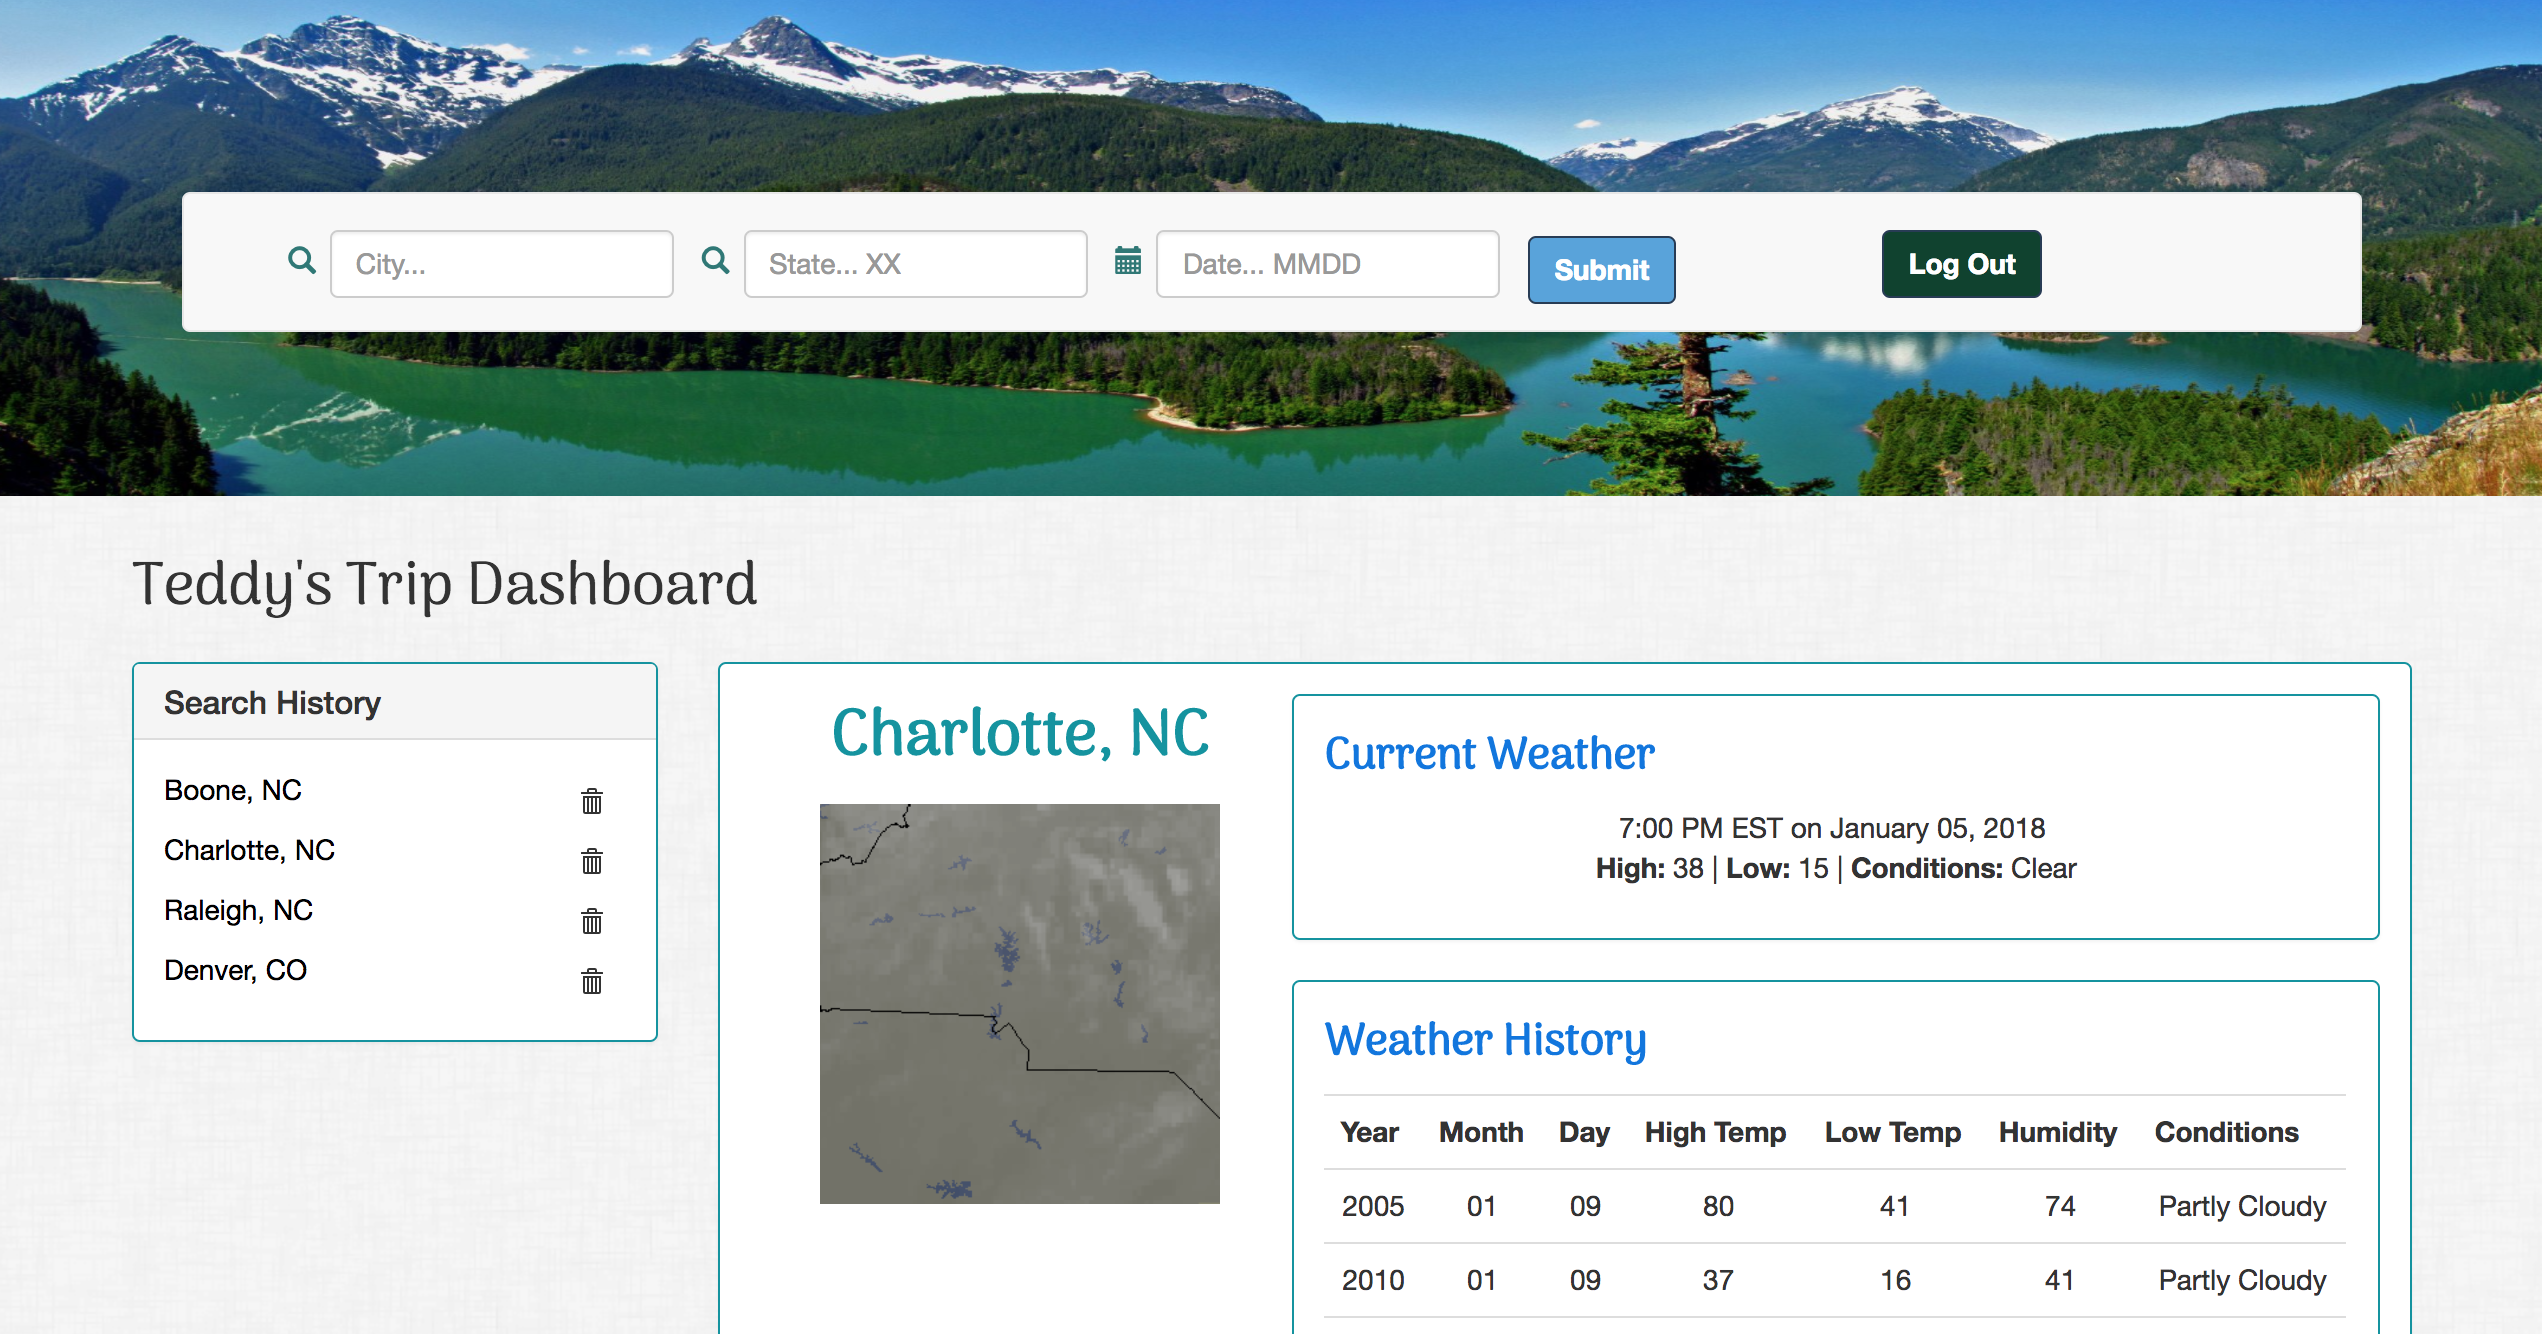 City... State... XX Date... MMDD Submit Log Out
Teddy's Trip Dashboard
Search History
Boone, NC
Charlotte, NC
Raleigh, NC
Denver, CO
Charlotte, NC
Current Weather
7:00 PM EST on January 05, 2018
High: 38 | Low: 15 | Conditions: Clear
Weather History
Year Month Day High Temp Low Temp Humidity Conditions
2005 01 09 80 41 74 Partly Cloudy
2010 01 09 37 16 41 Partly Cloudy